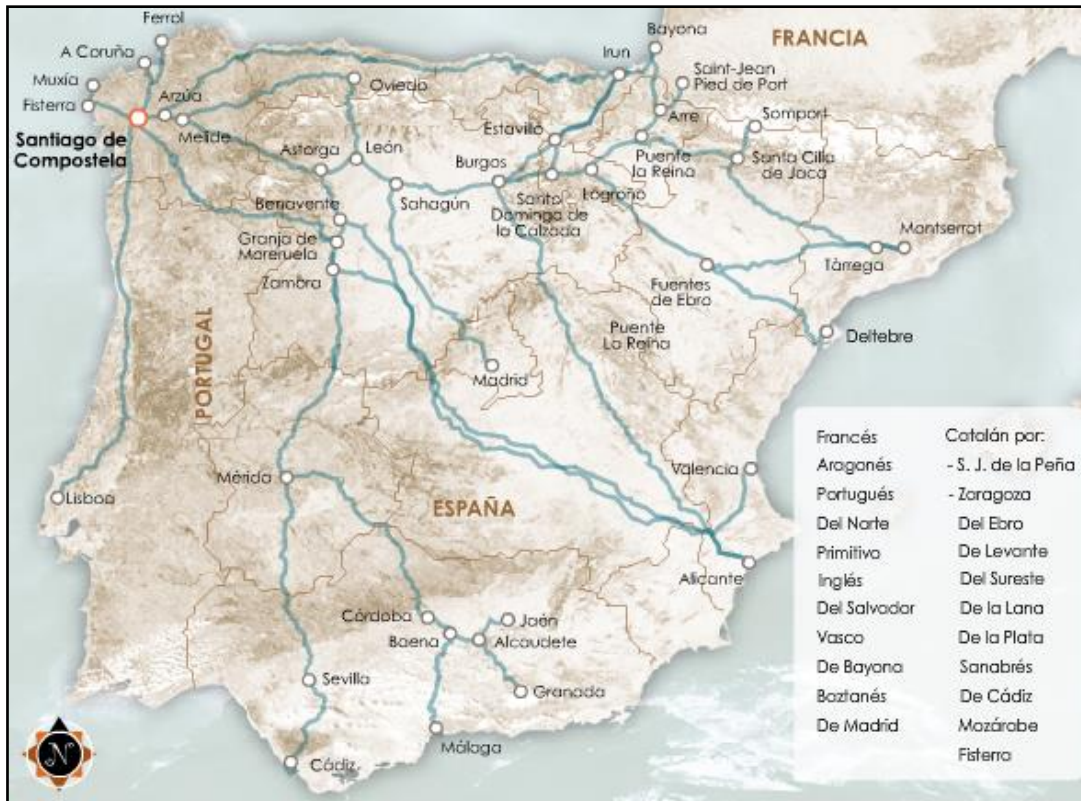 Ferrol
Bayona
FRANCIA
A Coruña
Irun
Saint-Jean
Pied de Port
Muxía
Oviedo
Arzúa
Fisterra
Melide
Estavillo
Arre
Somport
Santiago de
Compostela
Astorga
León
Burgos
Puente
la Reina
Santa Cilla
de Jaca
Benavente
Sahagún
Santo
Dominga de
la Calzada
Logroño
Granja de
Moreruela
Montserrat
Zambra
Tàrrega
Fuentes
de Ebro
PORTUGAL
Puente
La Reina
Deltebre
Madrid
Mérida
Valencia
Lisboa
ESPAÑA
Alicante
Córdoba
Jaén
Baena
Alcaudete
Sevilla
Granada
Málaga
Cádiz
N
Francés
Aragonés
Portugués
Del Norte
Primitivo
Inglés
Del Salvador
Vasco
De Bayona
Baztanés
De Madrid
Catalán por:
- S. J. de la Peña
- Zaragoza
Del Ebro
De Levante
Del Sureste
De la Lana
De la Plata
Sanabrés
De Cádiz
Mozárabe
Fisterra